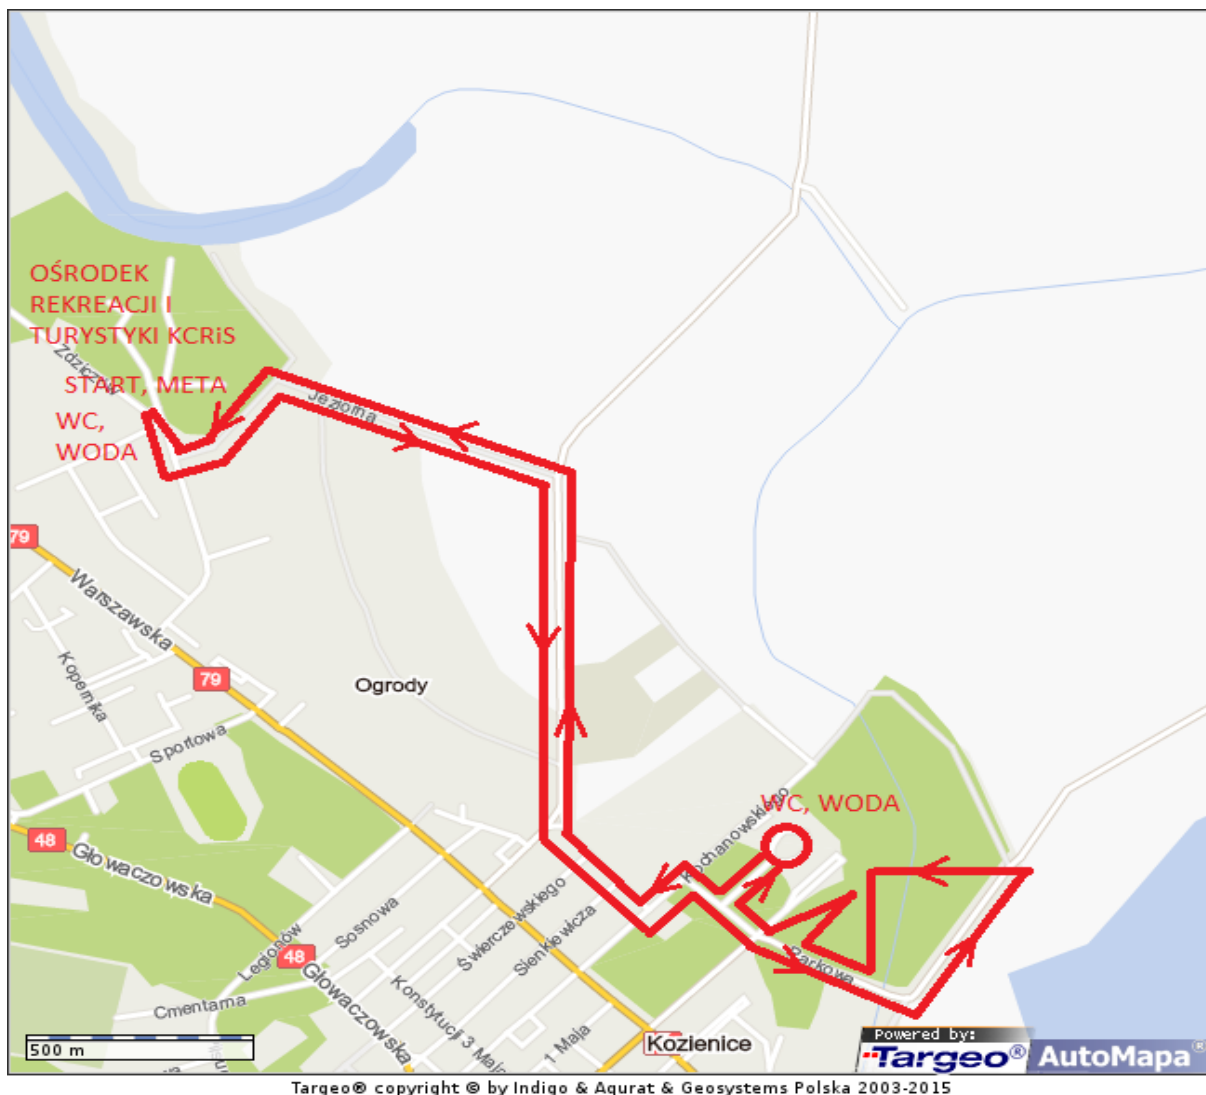 OŚRODEK
REKREACJI I
TURYSTYKI KCRiS
Zdziczów
START, META
WC,
WODA
Jeziorna
79
Warszawska
Kopernika
79
Ogrody
Sportowa
48
Głowaczowska
WC, WODA
Kochanowskiego
Świerczewskiego
Sienkiewicza
Sosnowa
Legionów
48
Głowaczowska
Parkowa
Cmentarna
Konstytucji 3 Maja
1 Maja
Kozienice
500 m
Powered by:
Targeo® AutoMapa®
Targeo® copyright © by Indigo & Aqurat & Geosystems Polska 2003-2015